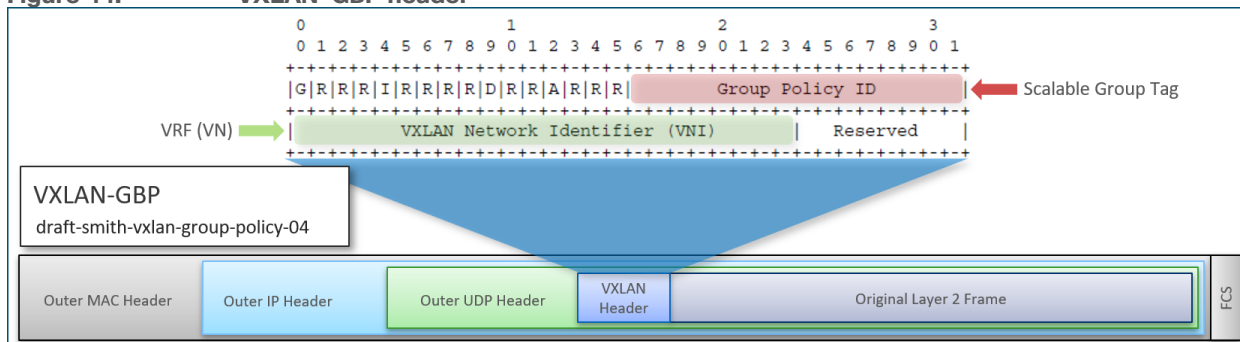 Figure 44. VXLAN-GBP header
0 1 2 3
0 1 2 3 4 5 6 7 8 9 0 1 2 3 4 5 6 7 8 9 0 1 2 3 4 5 6 7 8 9 0 1
+-+-+-+-+-+-+-+-+-+-+-+-+-+-+-+-+-+-+-+-+-+-+-+-+-+-+-+-+-+-+-+-+
|G|R|R|R|I|R|R|R|R|D|R|R|A|R|R|R| Group Policy ID | Scalable Group Tag
+-+-+-+-+-+-+-+-+-+-+-+-+-+-+-+-+-+-+-+-+-+-+-+-+-+-+-+-+-+-+-+-+
VRF (VN) | VXLAN Network Identifier (VNI) | Reserved |
+-+-+-+-+-+-+-+-+-+-+-+-+-+-+-+-+-+-+-+-+-+-+-+-+-+-+-+-+-+-+-+-+
VXLAN-GBP
draft-smith-vxlan-group-policy-04
Outer MAC Header Outer IP Header Outer UDP Header VXLAN Header Original Layer 2 Frame FCS